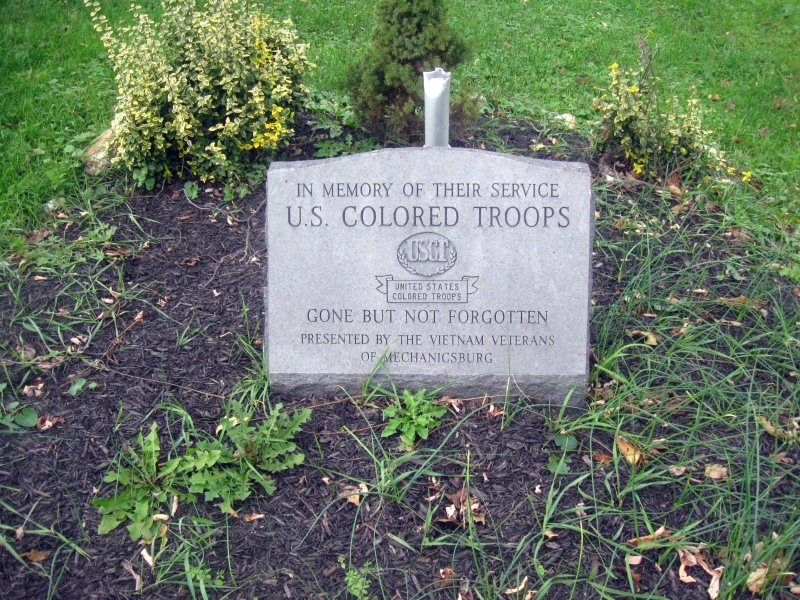 IN MEMORY OF THEIR SERVICE
U.S. COLORED TROOPS
USCT
UNITED STATES
COLORED TROOPS
GONE BUT NOT FORGOTTEN
PRESENTED BY THE VIETNAM VETERANS
OF MECHANICSBURG